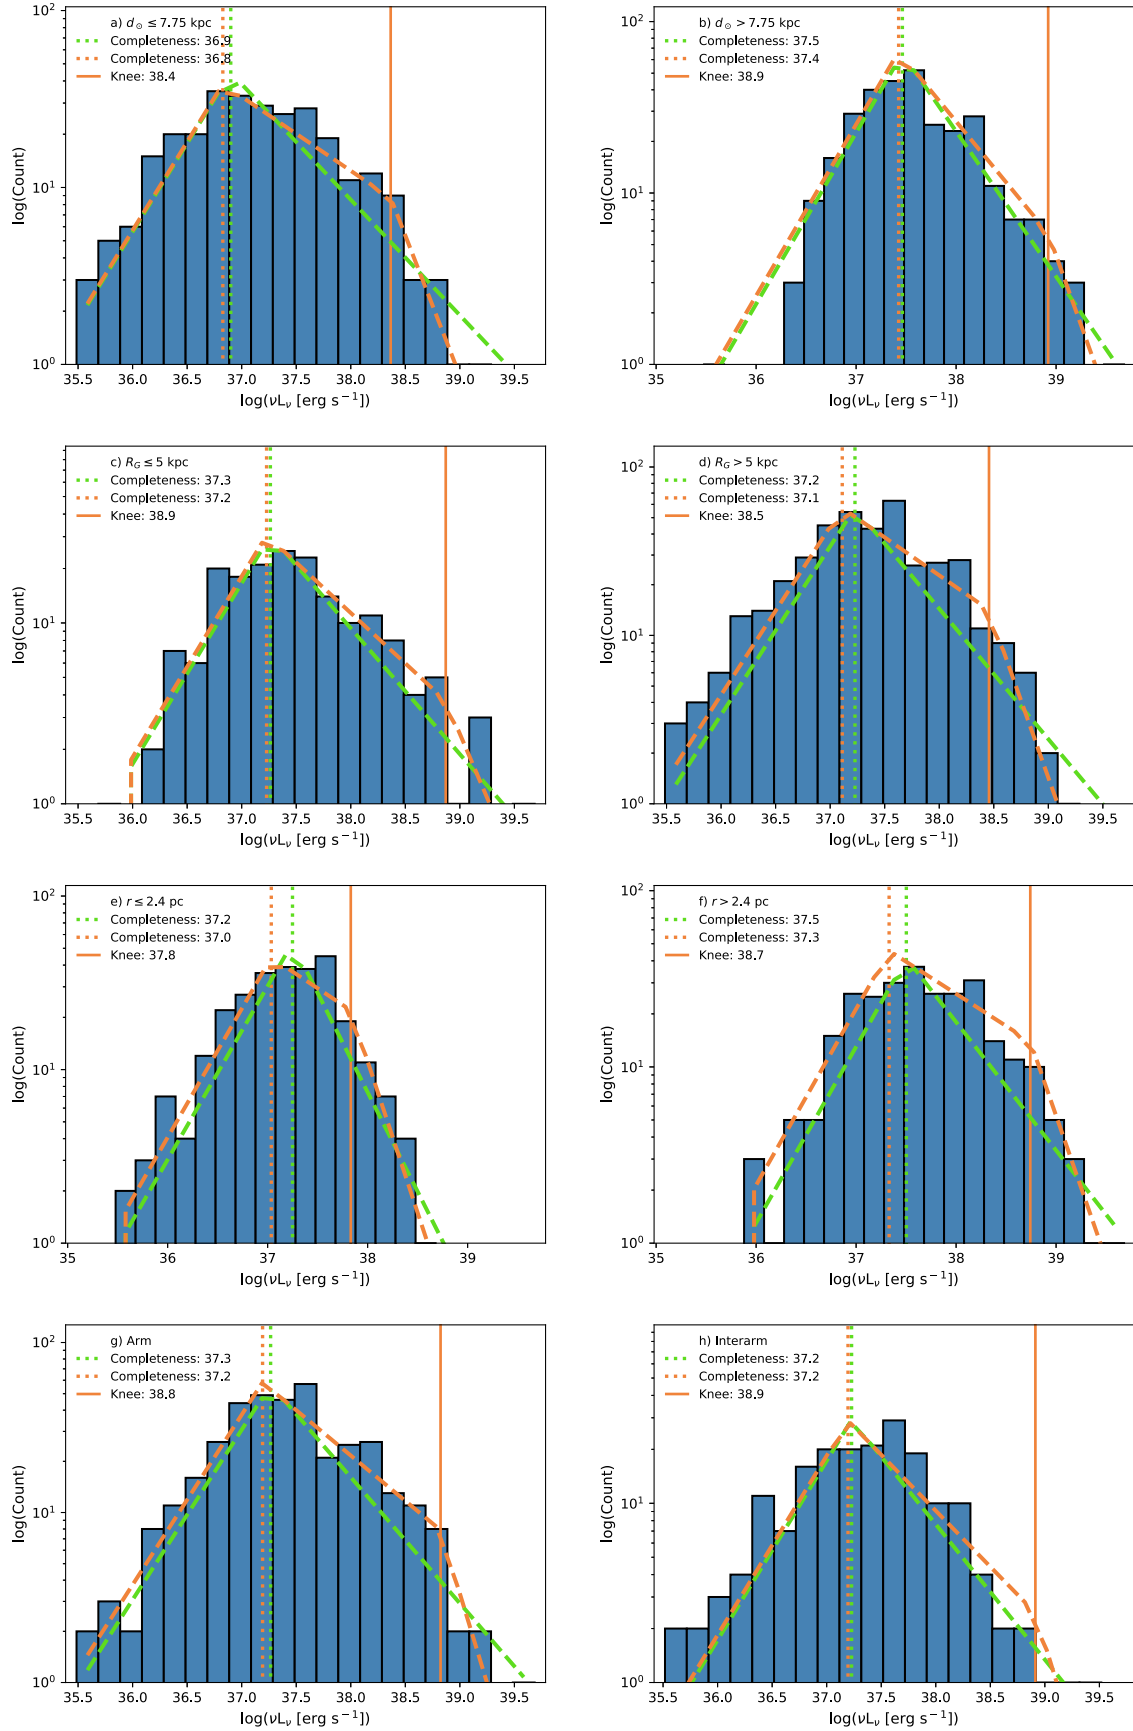 a) d☉ ≤ 7.75 kpc
Completeness: 36.9
Completeness: 36.8
Knee: 38.4
log(Count)
10²
10¹
10⁰
35.5 36.0 36.5 37.0 37.5 38.0 38.5 39.0 39.5
log(νLν [erg s⁻¹])
b) d☉ > 7.75 kpc
Completeness: 37.5
Completeness: 37.4
Knee: 38.9
log(Count)
10²
10¹
10⁰
35 36 37 38 39
log(νLν [erg s⁻¹])
c) RG ≤ 5 kpc
Completeness: 37.3
Completeness: 37.2
Knee: 38.9
log(Count)
10¹
10⁰
35.5 36.0 36.5 37.0 37.5 38.0 38.5 39.0 39.5
log(νLν [erg s⁻¹])
d) RG > 5 kpc
Completeness: 37.2
Completeness: 37.1
Knee: 38.5
log(Count)
10²
10¹
10⁰
35.5 36.0 36.5 37.0 37.5 38.0 38.5 39.0 39.5
log(νLν [erg s⁻¹])
e) r ≤ 2.4 pc
Completeness: 37.2
Completeness: 37.0
Knee: 37.8
log(Count)
10²
10¹
10⁰
35 36 37 38 39
log(νLν [erg s⁻¹])
f) r > 2.4 pc
Completeness: 37.5
Completeness: 37.3
Knee: 38.7
log(Count)
10²
10¹
10⁰
35 36 37 38 39
log(νLν [erg s⁻¹])
g) Arm
Completeness: 37.3
Completeness: 37.2
Knee: 38.8
log(Count)
10²
10¹
10⁰
35.5 36.0 36.5 37.0 37.5 38.0 38.5 39.0 39.5
log(νLν [erg s⁻¹])
h) Interarm
Completeness: 37.2
Completeness: 37.2
Knee: 38.9
log(Count)
10¹
10⁰
35.5 36.0 36.5 37.0 37.5 38.0 38.5 39.0 39.5
log(νLν [erg s⁻¹])